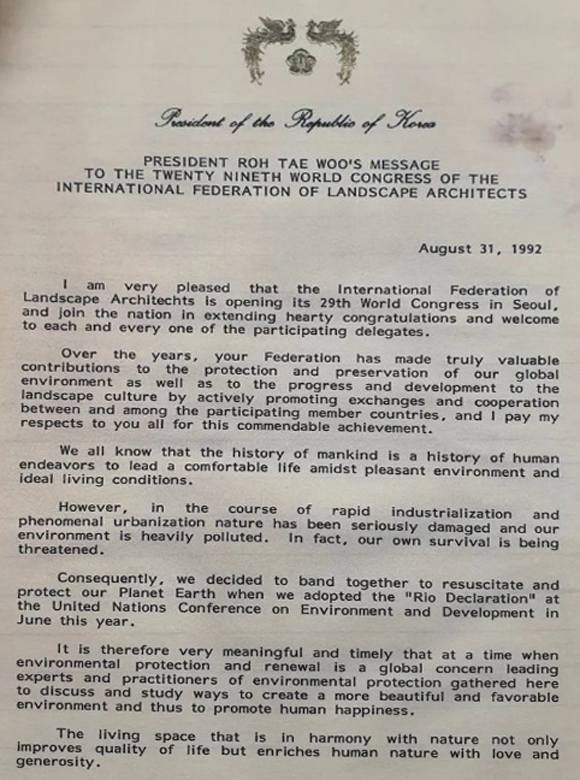 President of the Republic of Korea
PRESIDENT ROH TAE WOO'S MESSAGE
TO THE TWENTY NINETH WORLD CONGRESS OF THE
INTERNATIONAL FEDERATION OF LANDSCAPE ARCHITECTS
August 31, 1992
I am very pleased that the International Federation of
Landscape Architechts is opening its 29th World Congress in Seoul,
and join the nation in extending hearty congratulations and welcome
to each and every one of the participating delegates.
Over the years, your Federation has made truly valuable
contributions to the protection and preservation of our global
environment as well as to the progress and development to the
landscape culture by actively promoting exchanges and cooperation
between and among the participating member countries, and I pay my
respects to you all for this commendable achievement.
We all know that the history of mankind is a history of human
endeavors to lead a comfortable life amidst pleasant environment and
ideal living conditions.
However, in the course of rapid industrialization and
phenomenal urbanization nature has been seriously damaged and our
environment is heavily polluted. In fact, our own survival is being
threatened.
Consequently, we decided to band together to resuscitate and
protect our Planet Earth when we adopted the "Rio Declaration" at
the United Nations Conference on Environment and Development in
June this year.
It is therefore very meaningful and timely that at a time when
environmental protection and renewal is a global concern leading
experts and practitioners of environmental protection gathered here
to discuss and study ways to create a more beautiful and favorable
environment and thus to promote human happiness.
The living space that is in harmony with nature not only
improves quality of life but enriches human nature with love and
generosity.